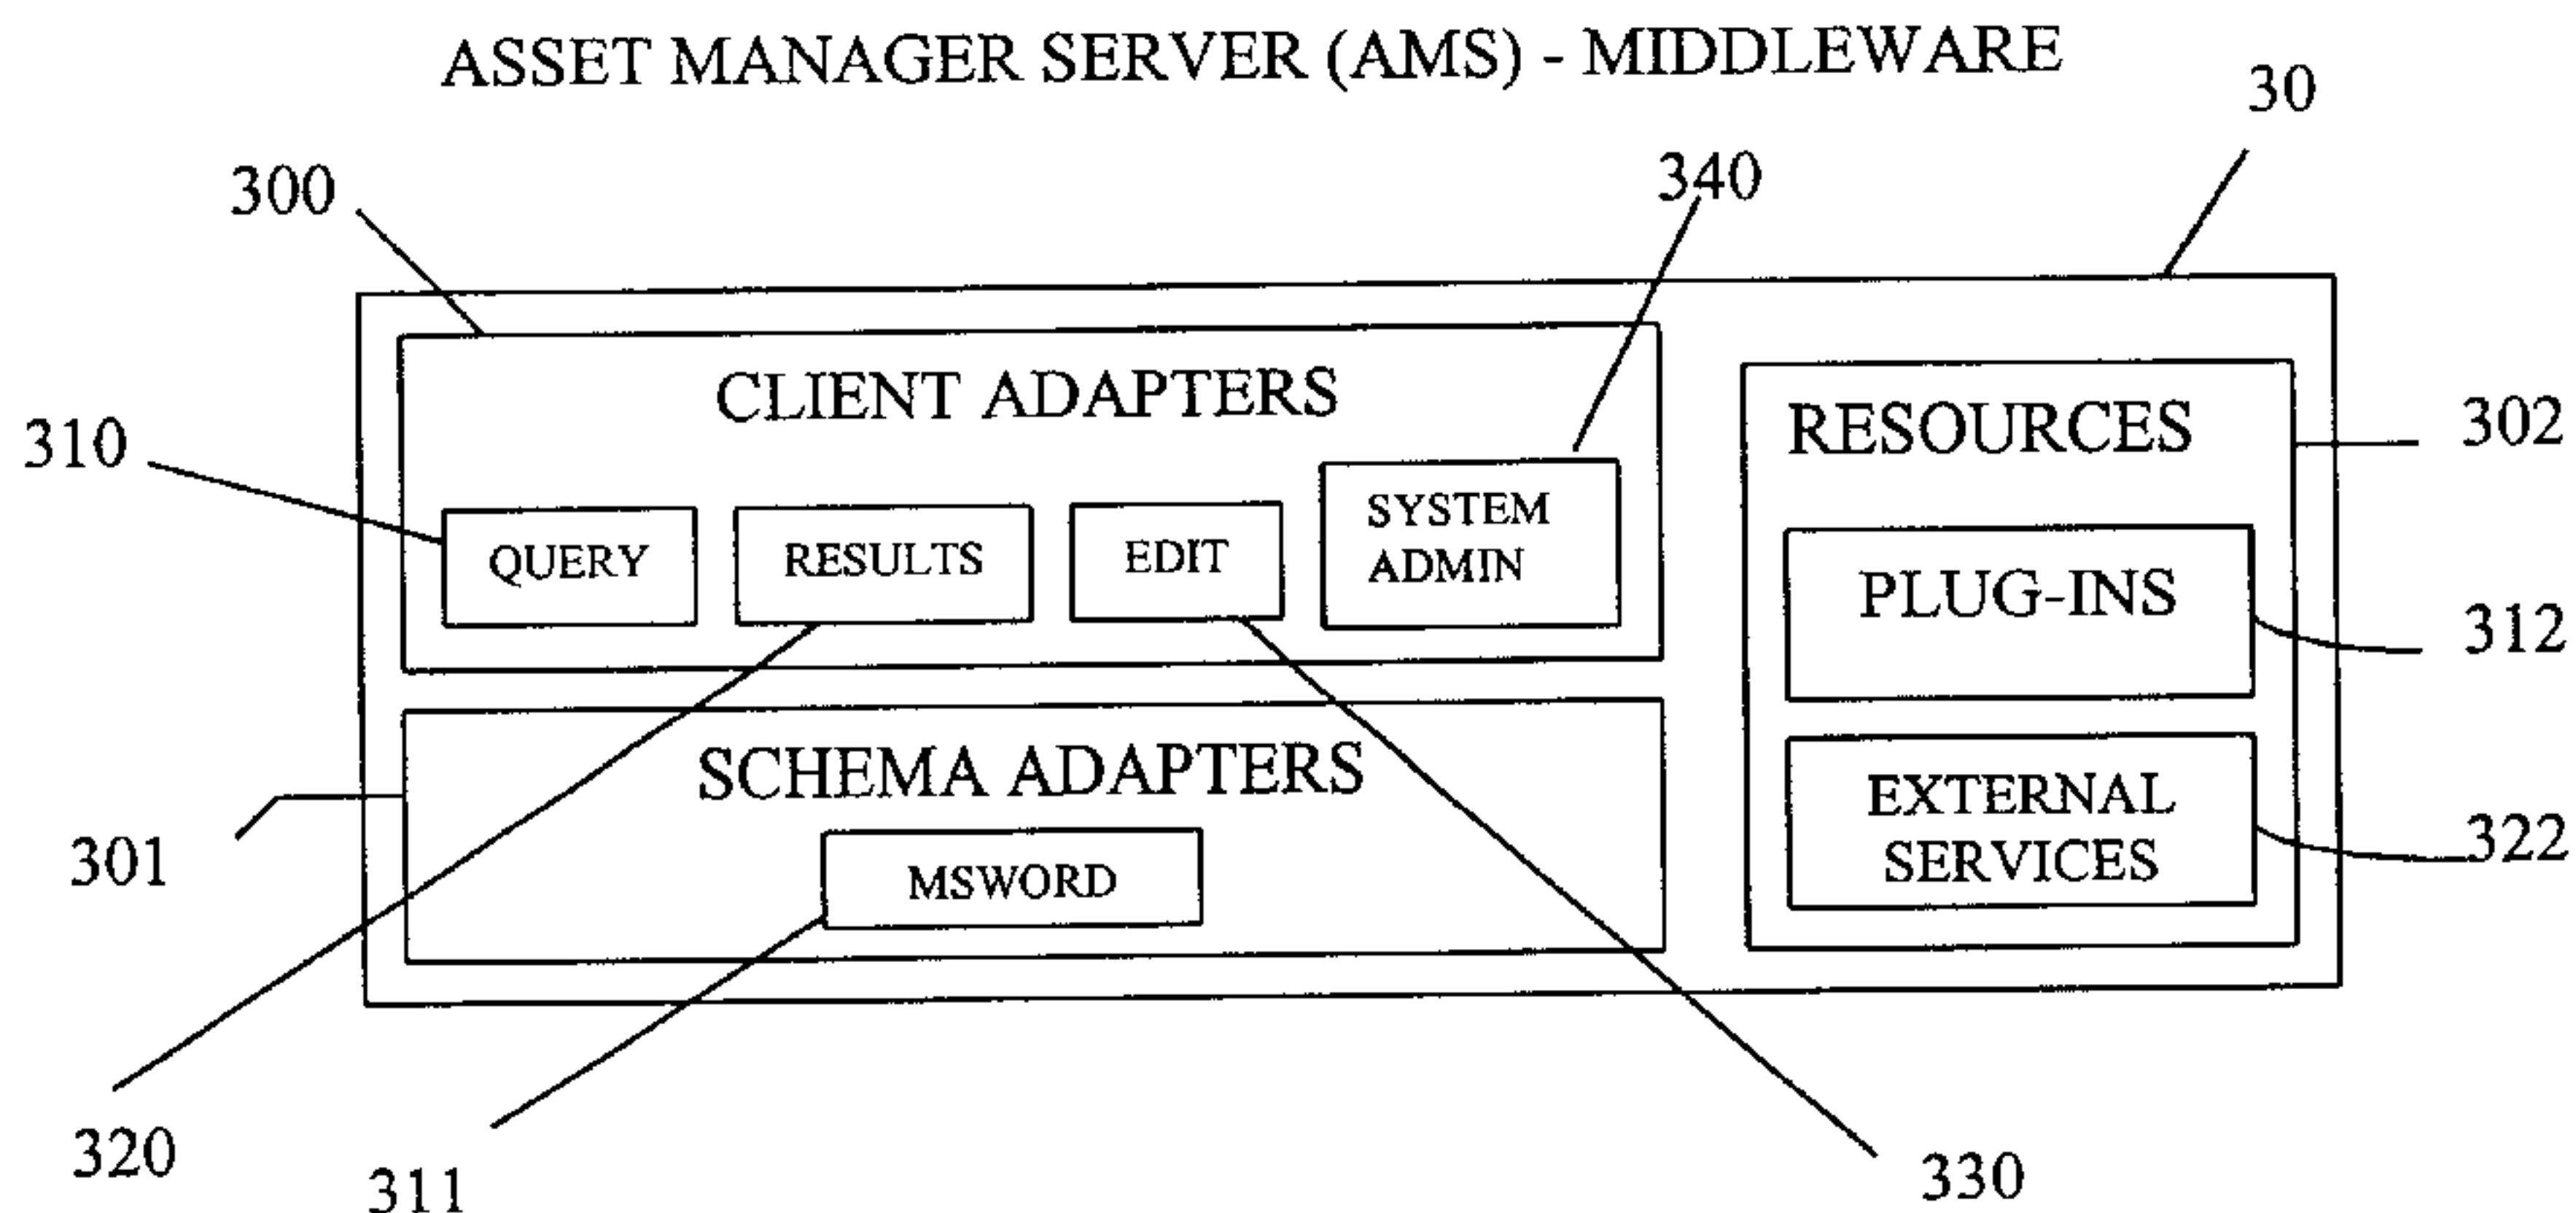 ASSET MANAGER SERVER (AMS) - MIDDLEWARE
30
300
340
CLIENT ADAPTERS
RESOURCES
302
310
QUERY
RESULTS
EDIT
SYSTEM
ADMIN
PLUG-INS
312
SCHEMA ADAPTERS
EXTERNAL
SERVICES
322
301
MSWORD
320
311
330